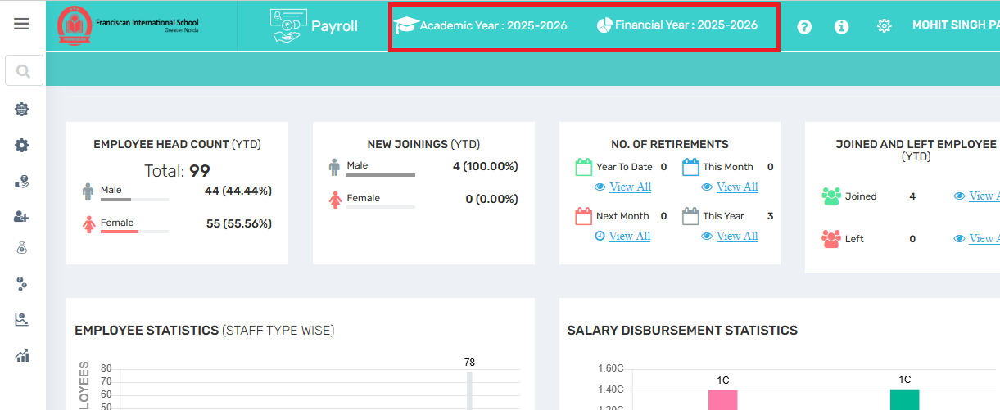 Franciscan International School
Greater Noida
Payroll
Academic Year : 2025-2026
Financial Year : 2025-2026
MOHIT SINGH PA
EMPLOYEE HEAD COUNT (YTD)
Total: 99
Male 44 (44.44%)
Female 55 (55.56%)
NEW JOININGS (YTD)
Male 4 (100.00%)
Female 0 (0.00%)
NO. OF RETIREMENTS
Year To Date 0 This Month 0
View All View All
Next Month 0 This Year 3
View All View All
JOINED AND LEFT EMPLOYEE
(YTD)
Joined 4 View A
Left 0 View A
EMPLOYEE STATISTICS (STAFF TYPE WISE)
LOYEES
80
70
60
50
78
SALARY DISBURSEMENT STATISTICS
1.60C
1.40C
1.20C
1C
1C